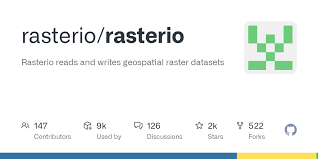 rasterio/rasterio
Rasterio reads and writes geospatial raster datasets
147 9k 126 2k 522
Contributors Used by Discussions Stars Forks